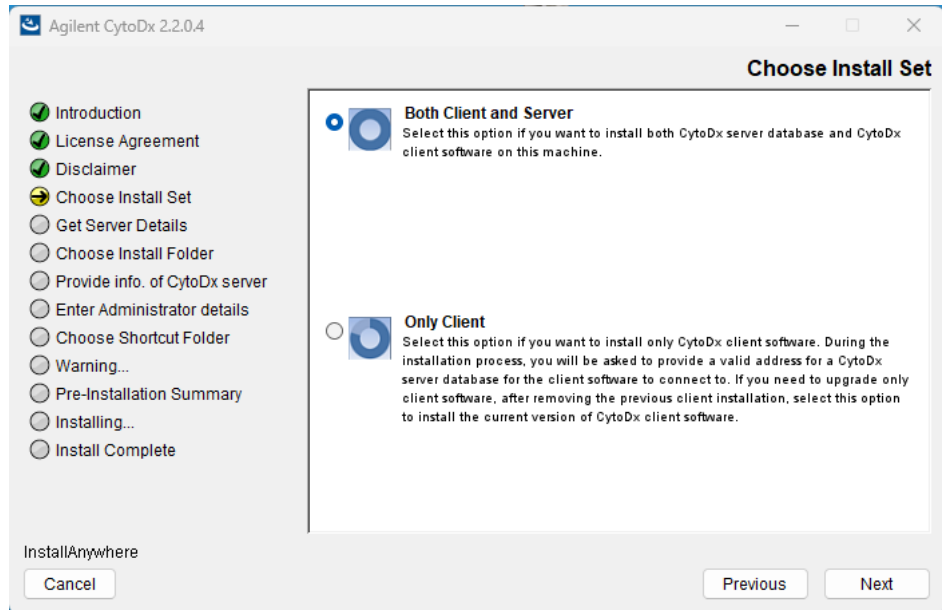 Agilent CytoDx 2.2.0.4
Choose Install Set
Introduction
License Agreement
Disclaimer
Choose Install Set
Get Server Details
Choose Install Folder
Provide info. of CytoDx server
Enter Administrator details
Choose Shortcut Folder
Warning...
Pre-Installation Summary
Installing...
Install Complete
Both Client and Server
Select this option if you want to install both CytoDx server database and CytoDx
client software on this machine.
Only Client
Select this option if you want to install only CytoDx client software. During the
installation process, you will be asked to provide a valid address for a CytoDx
server database for the client software to connect to. If you need to upgrade only
client software, after removing the previous client installation, select this option
to install the current version of CytoDx client software.
InstallAnywhere
Cancel
Previous
Next